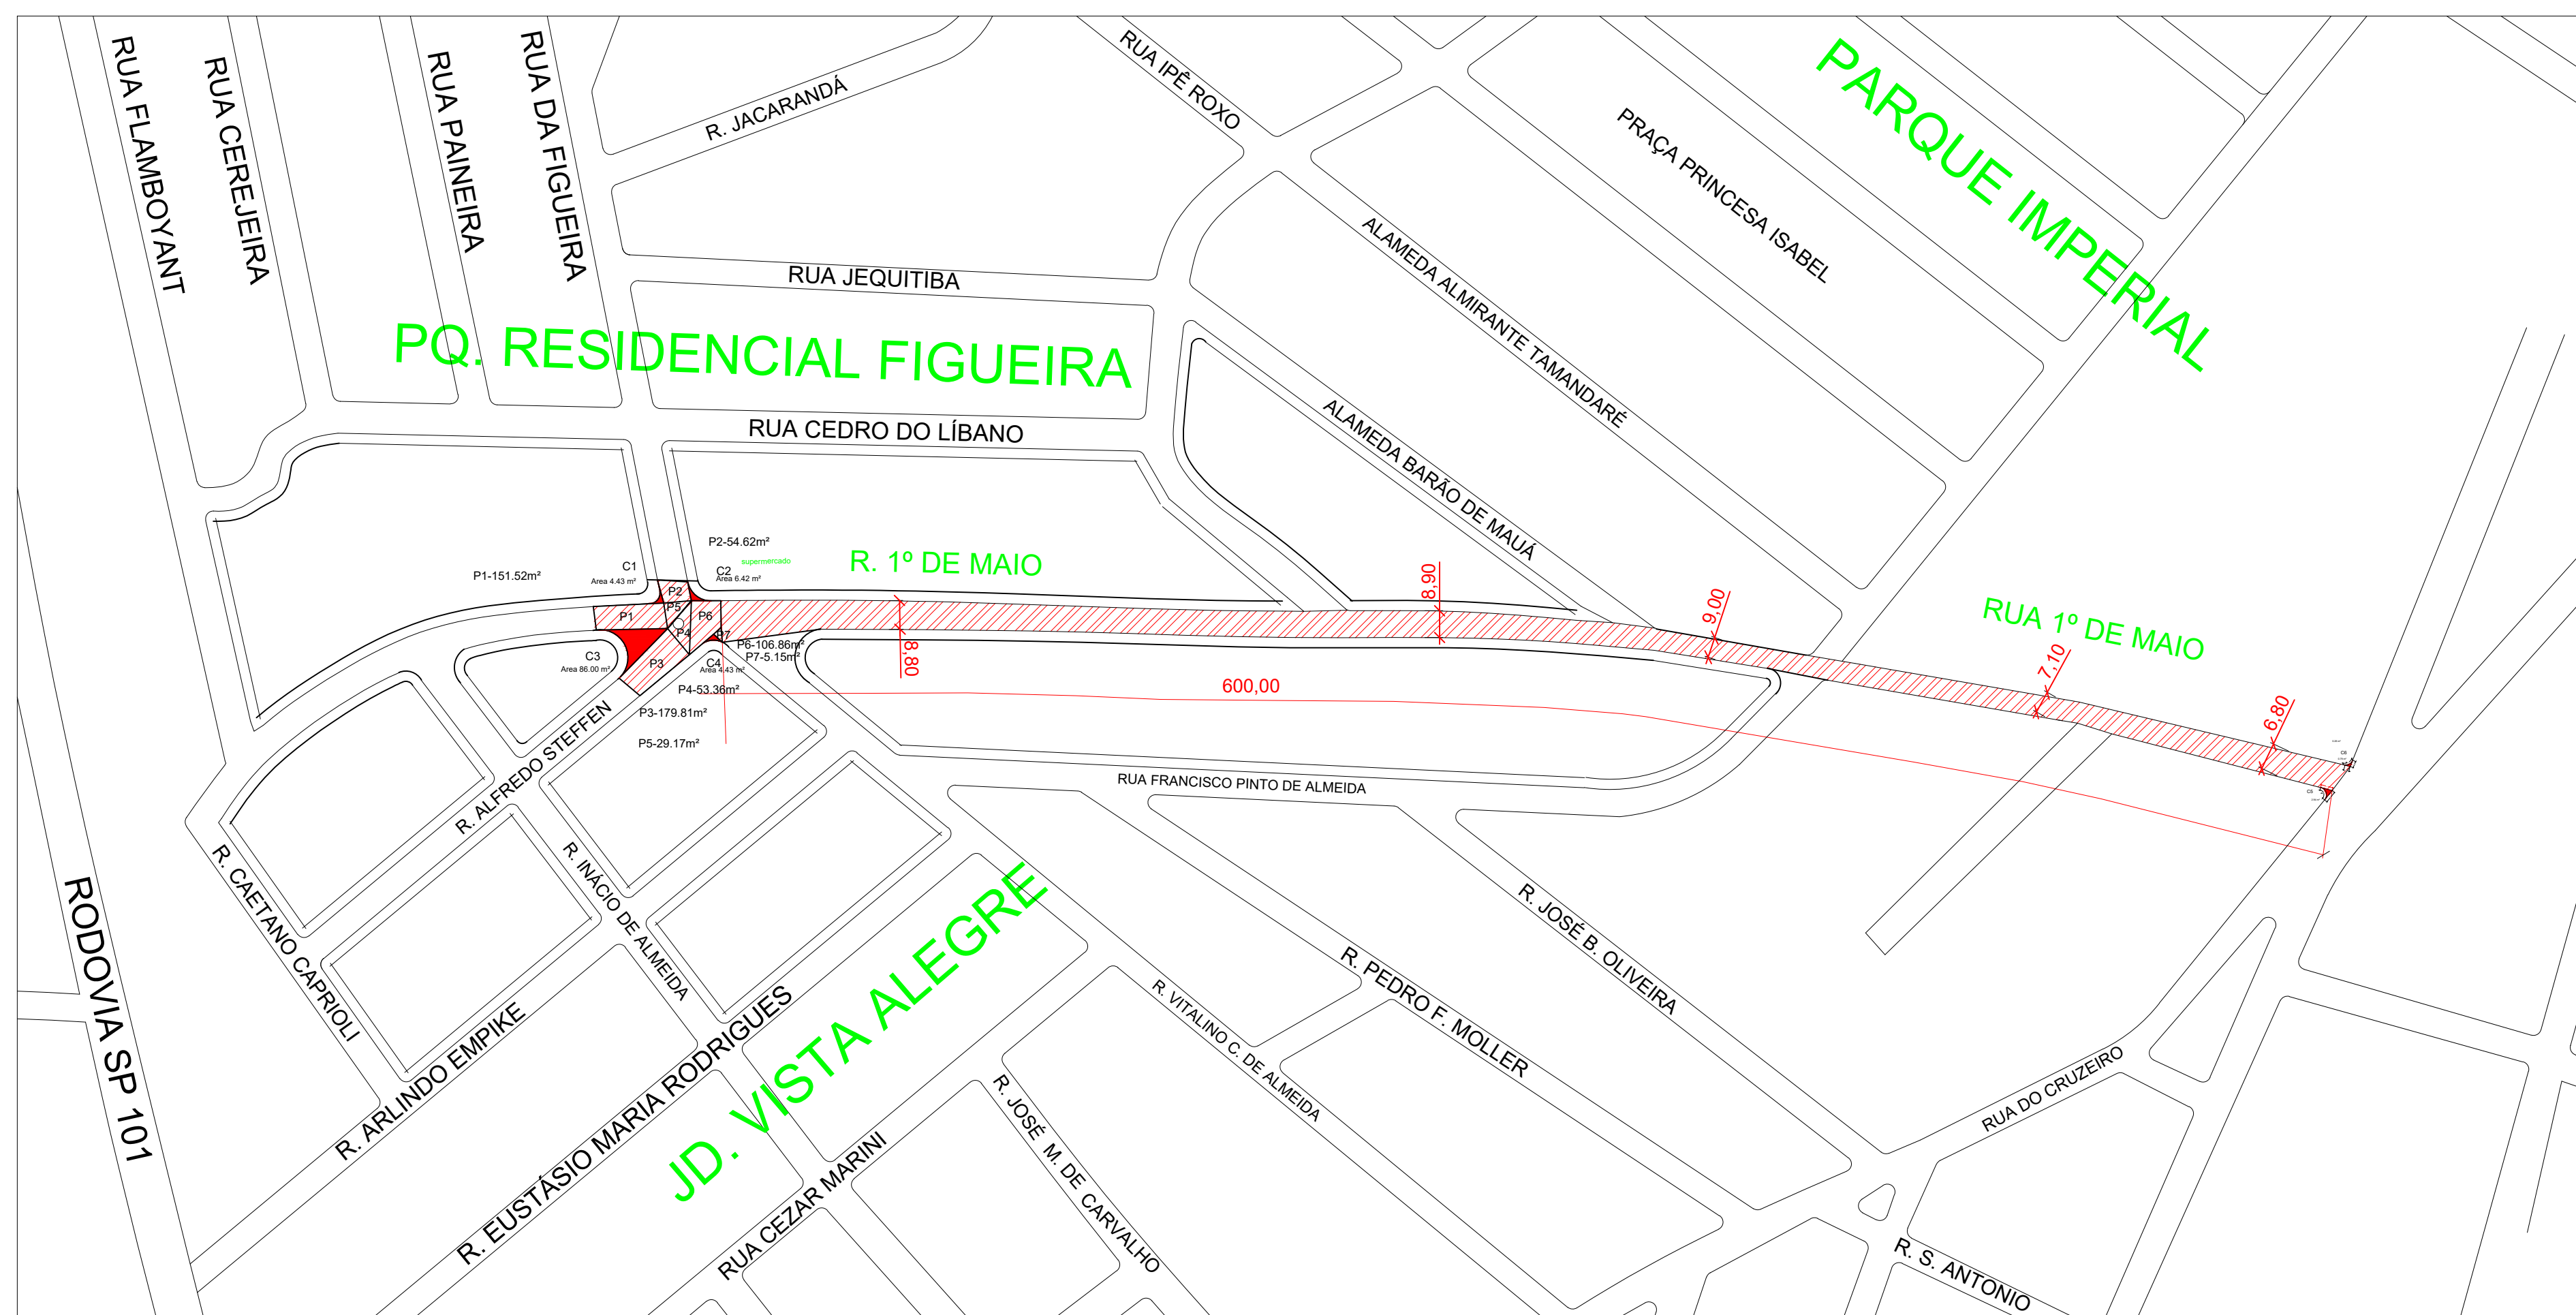 RUA FLAMBOYANT
RUA CEREJEIRA
RUA PAINEIRA
RUA DA FIGUEIRA
R. JACARANDÁ
RUA IPÊ ROXO
PRAÇA PRINCESA ISABEL
PARQUE IMPERIAL
RUA JEQUITIBA
ALAMEDA ALMIRANTE TAMANDARÉ
PQ. RESIDENCIAL FIGUEIRA
RUA CEDRO DO LÍBANO
ALAMEDA BARÃO DE MAUÁ
P2-54.62m²
supermercado
R. 1º DE MAIO
P1-151.52m²
C1
Area 4.43 m²
C2
Area 6.42 m²
8,90
9,00
RUA 1º DE MAIO
P2
P5
P1
P6
P4
P7
P3
P6-106.86m²
P7-5.15m²
8,80
C3
Area 86.00 m²
C4
Area 4.43 m²
P4-53.36m²
600,00
7,10
6,80
P3-179.81m²
P5-29.17m²
C6
C5
R. ALFREDO STEFFEN
RUA FRANCISCO PINTO DE ALMEIDA
R. CAETANO CAPRIOLI
R. INÁCIO DE ALMEIDA
RODOVIA SP 101
JD. VISTA ALEGRE
R. JOSÉ B. OLIVEIRA
R. PEDRO F. MOLLER
R. VITALINO C. DE ALMEIDA
R. ARLINDO EMPIKE
R. EUSTÁSIO MARIA RODRIGUES
RUA CEZAR MARINI
R. JOSÉ M. DE CARVALHO
RUA DO CRUZEIRO
R. S. ANTONIO